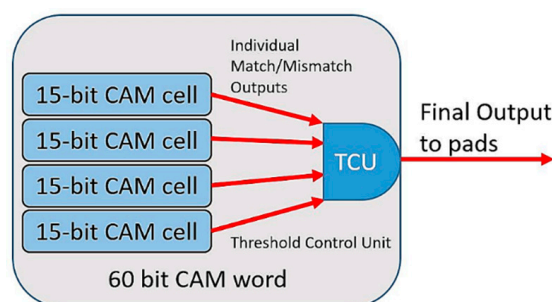 Individual
Match/Mismatch
Outputs
15-bit CAM cell
15-bit CAM cell
15-bit CAM cell
15-bit CAM cell
TCU
Final Output
to pads
Threshold Control Unit
60 bit CAM word